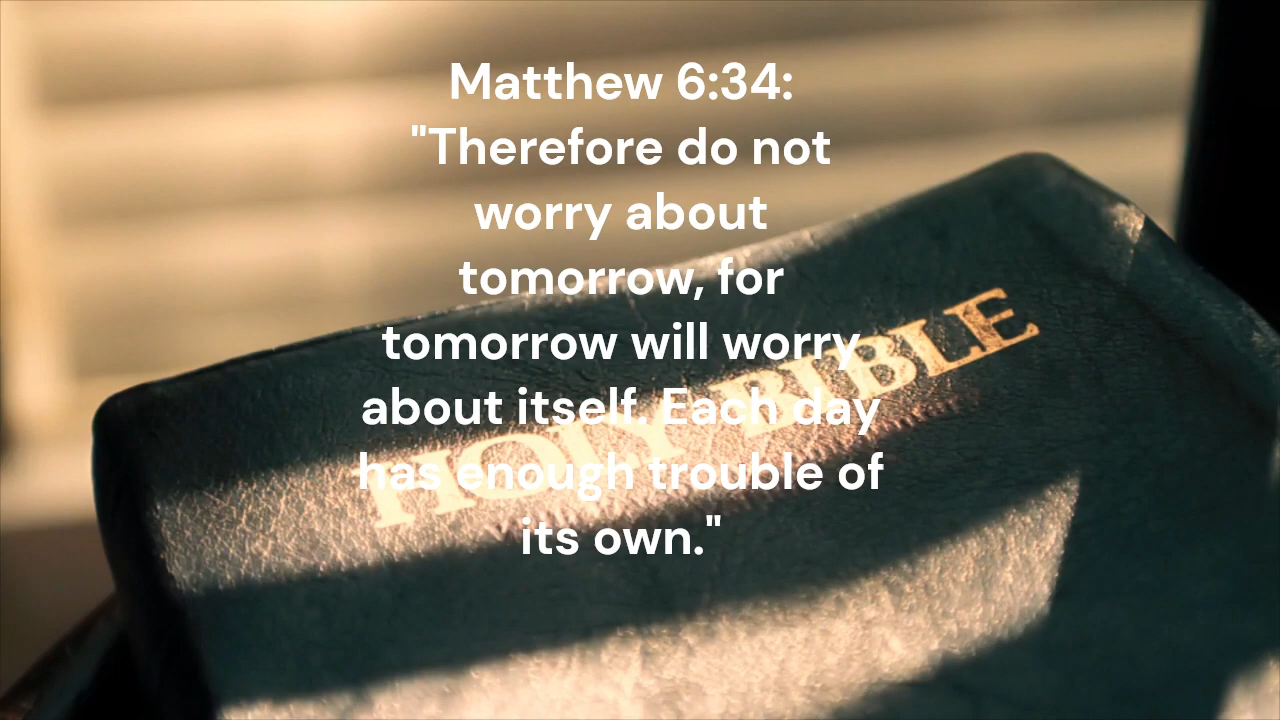 Matthew 6:34:
"Therefore do not
worry about
tomorrow, for
tomorrow will worry
about itself. Each day
has enough trouble of
its own."
HOLY BIBLE